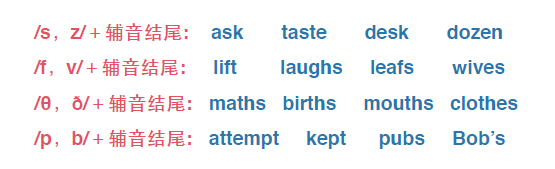 /s，z/+ 辅音结尾： ask taste desk dozen
/f，v/+ 辅音结尾： lift laughs leafs wives
/θ，ð/+ 辅音结尾： maths births mouths clothes
/p，b/+ 辅音结尾： attempt kept pubs Bob’s